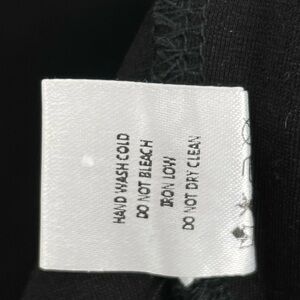 HAND WASH COLD
DO NOT BLEACH
IRON LOW
DO NOT DRY CLEAN